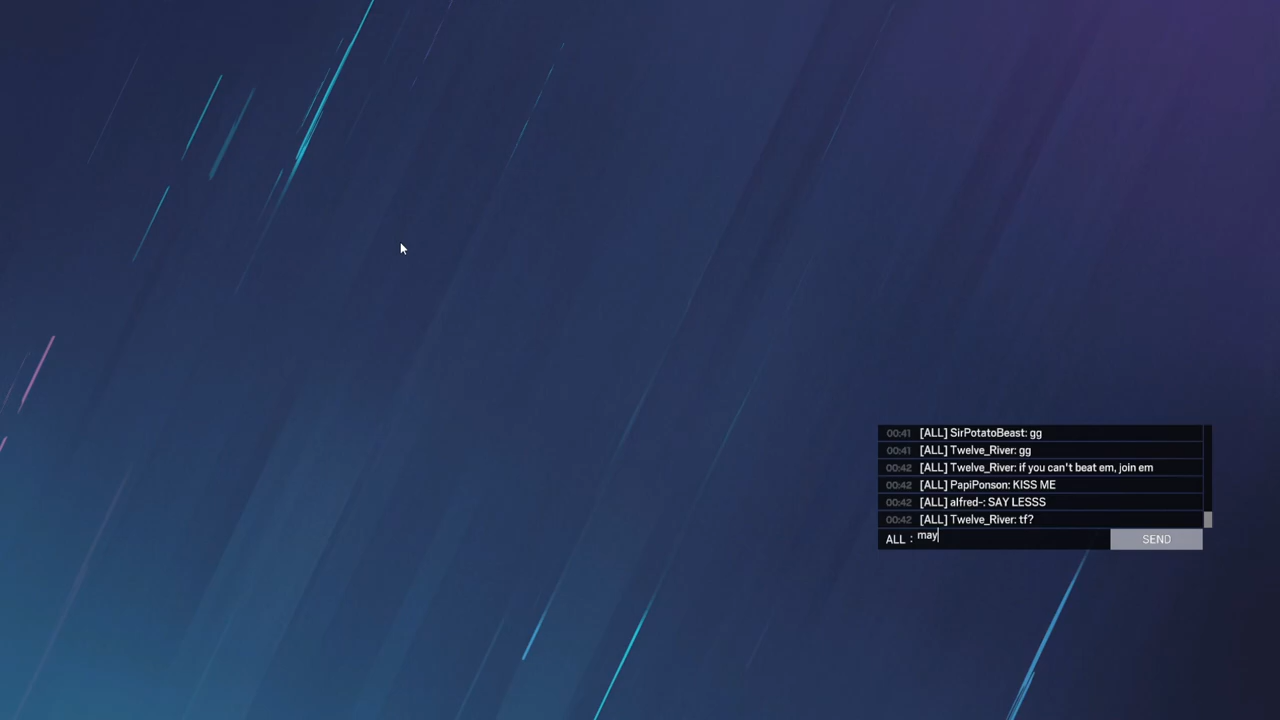 00:41 [ALL] SirPotatoBeast: gg
00:41 [ALL] Twelve_River: gg
00:42 [ALL] Twelve_River: if you can't beat em, join em
00:42 [ALL] PapiPonson: KISS ME
00:42 [ALL] alfred-: SAY LESSS
00:42 [ALL] Twelve_River: tf?
ALL : may SEND